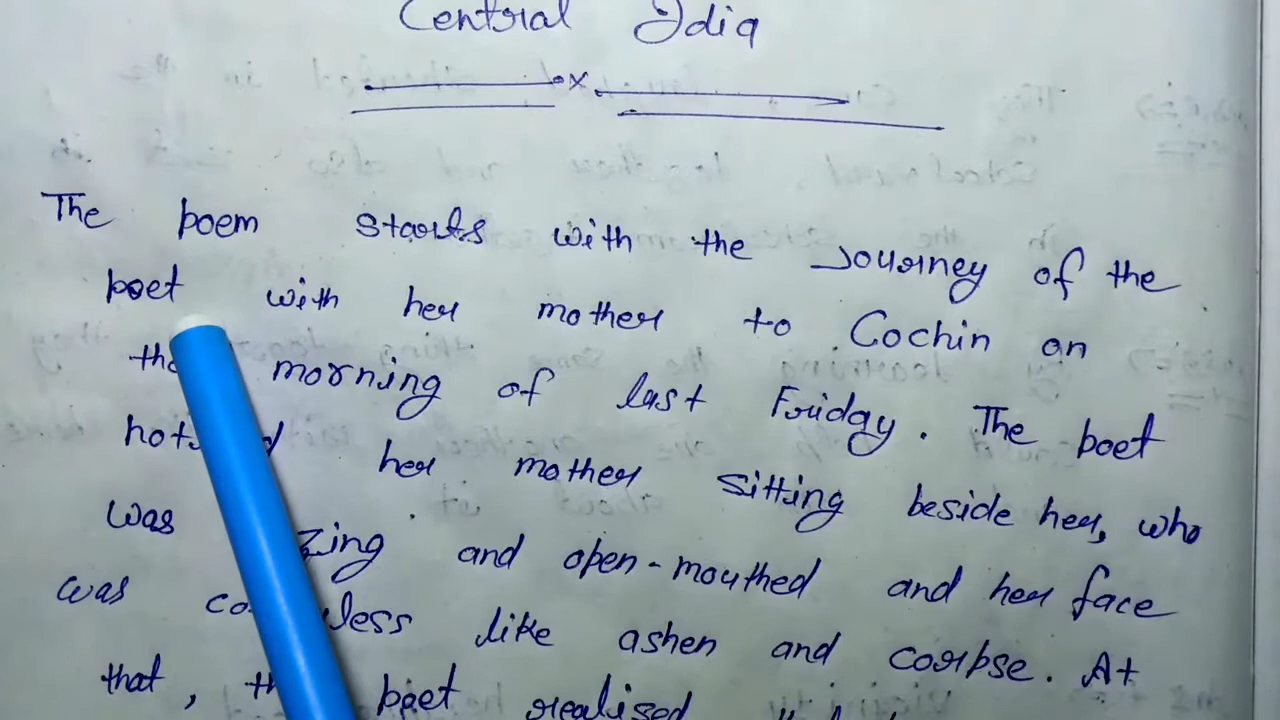 Central Idia
The poem starts with the Journey of the
poet with her mother to Cochin on
morning of last Friday. The poet
her mother sitting beside her, who
was and open-mouthed and her face
was like ashen and corpse. At
that, poet realised